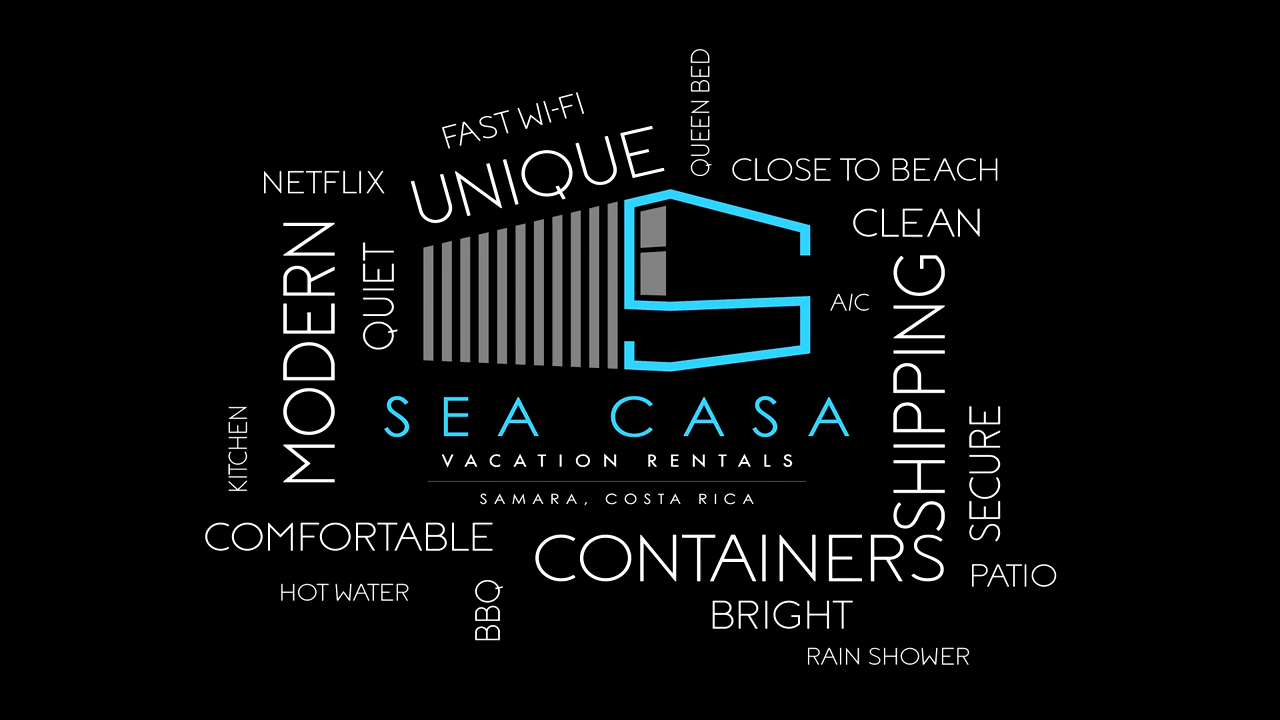 QUEEN BED
FAST WI-FI
UNIQUE
NETFLIX
CLOSE TO BEACH
CLEAN
MODERN
QUIET
A/C
SHIPPING
SEA CASA
VACATION RENTALS
SAMARA, COSTA RICA
KITCHEN
SECURE
COMFORTABLE
CONTAINERS
HOT WATER
BBQ
PATIO
BRIGHT
RAIN SHOWER